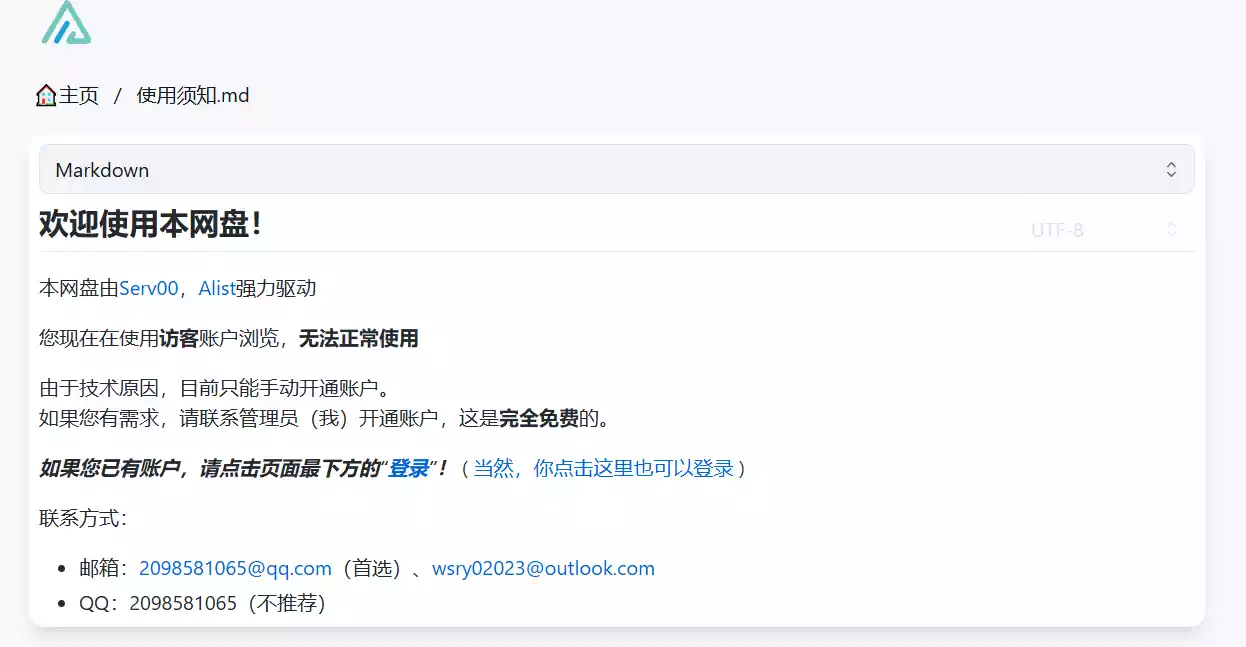 主页 / 使用须知.md
Markdown
欢迎使用本网盘！
UTF-8
本网盘由Serv00，Alist强力驱动
您现在在使用访客账户浏览，无法正常使用
由于技术原因，目前只能手动开通账户。
如果您有需求，请联系管理员（我）开通账户，这是完全免费的。
如果您已有账户，请点击页面最下方的“登录”！（当然，你点击这里也可以登录）
联系方式：
邮箱：2098581065@qq.com（首选）、wsry02023@outlook.com
QQ：2098581065（不推荐）